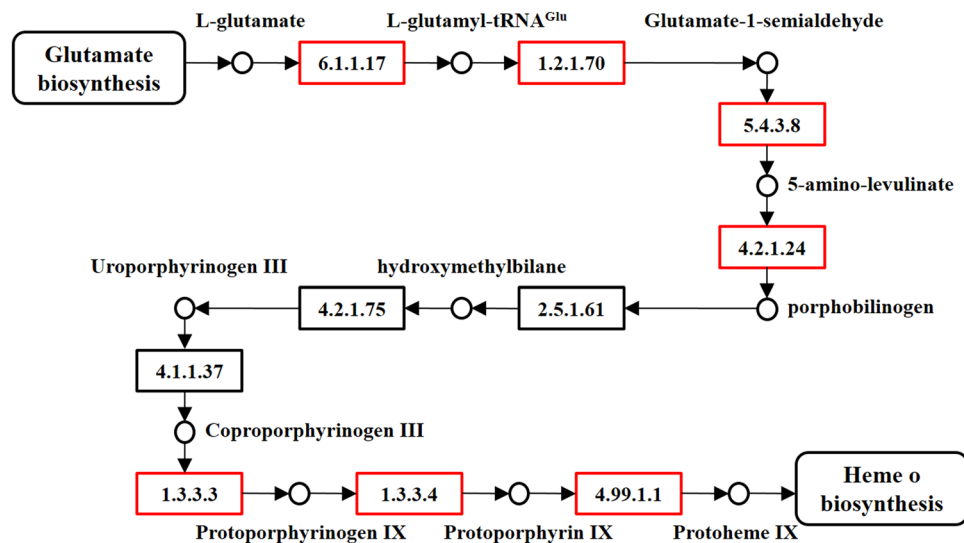 L-glutamate
L-glutamyl-tRNA^Glu
Glutamate-1-semialdehyde
Glutamate
biosynthesis
6.1.1.17
1.2.1.70
5.4.3.8
5-amino-levulinate
4.2.1.24
Uroporphyrinogen III
hydroxymethylbilane
porphobilinogen
4.2.1.75
2.5.1.61
4.1.1.37
Coproporphyrinogen III
1.3.3.3
1.3.3.4
4.99.1.1
Heme o
biosynthesis
Protoporphyrinogen IX
Protoporphyrin IX
Protoheme IX